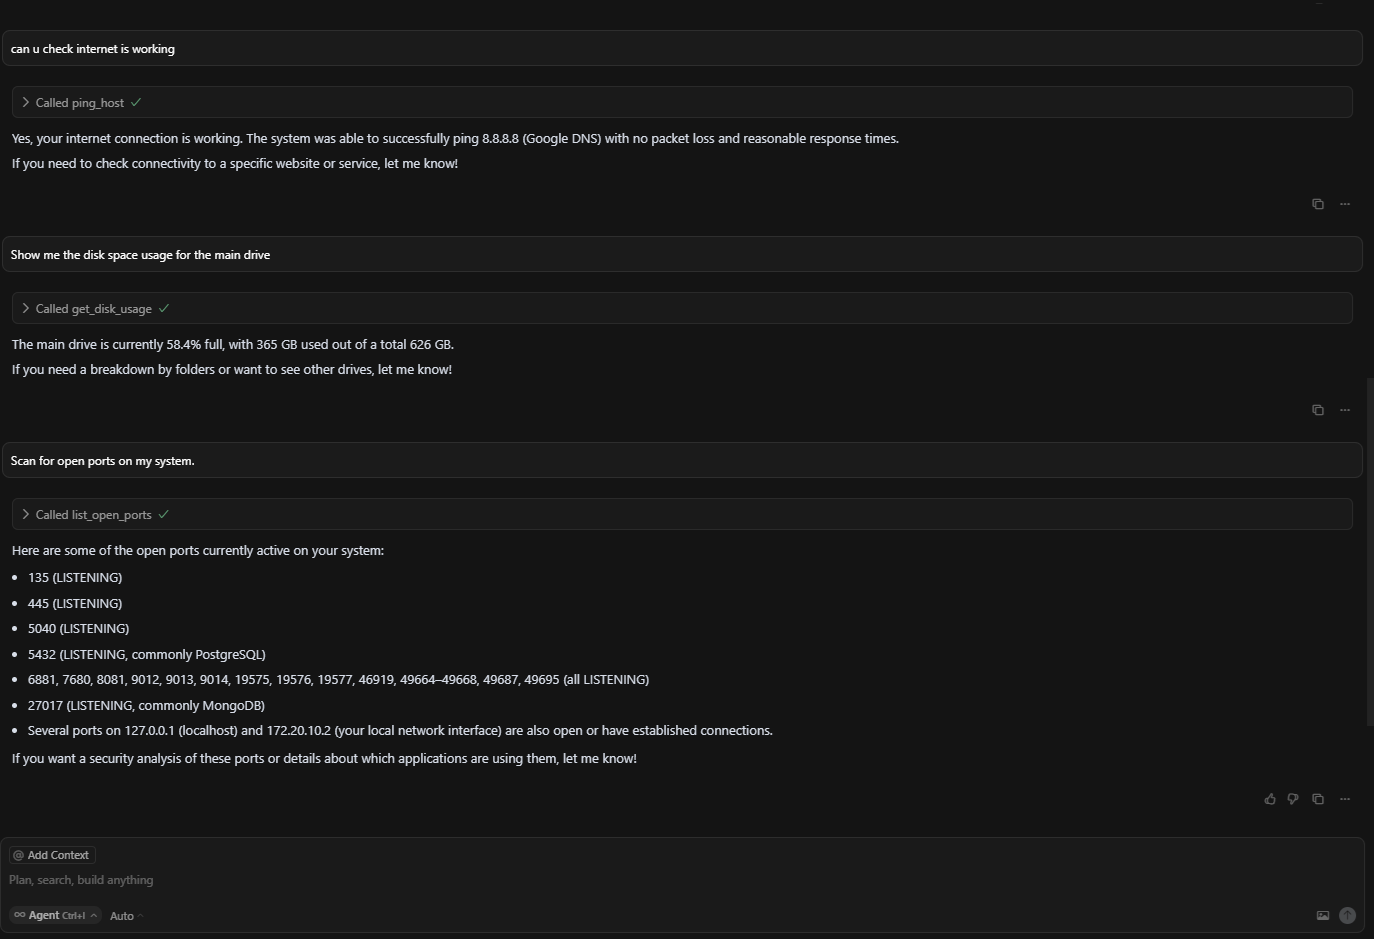 can u check internet is working
Called ping_host
Yes, your internet connection is working. The system was able to successfully ping 8.8.8.8 (Google DNS) with no packet loss and reasonable response times.
If you need to check connectivity to a specific website or service, let me know!
Show me the disk space usage for the main drive
Called get_disk_usage
The main drive is currently 58.4% full, with 365 GB used out of a total 626 GB.
If you need a breakdown by folders or want to see other drives, let me know!
Scan for open ports on my system.
Called list_open_ports
Here are some of the open ports currently active on your system:
• 135 (LISTENING)
• 445 (LISTENING)
• 5040 (LISTENING)
• 5432 (LISTENING, commonly PostgreSQL)
• 6881, 7680, 8081, 9012, 9013, 9014, 19575, 19576, 19577, 46919, 49664–49668, 49687, 49695 (all LISTENING)
• 27017 (LISTENING, commonly MongoDB)
• Several ports on 127.0.0.1 (localhost) and 172.20.10.2 (your local network interface) are also open or have established connections.
If you want a security analysis of these ports or details about which applications are using them, let me know!
@ Add Context
Plan, search, build anything
∞ Agent Ctrl+I Auto